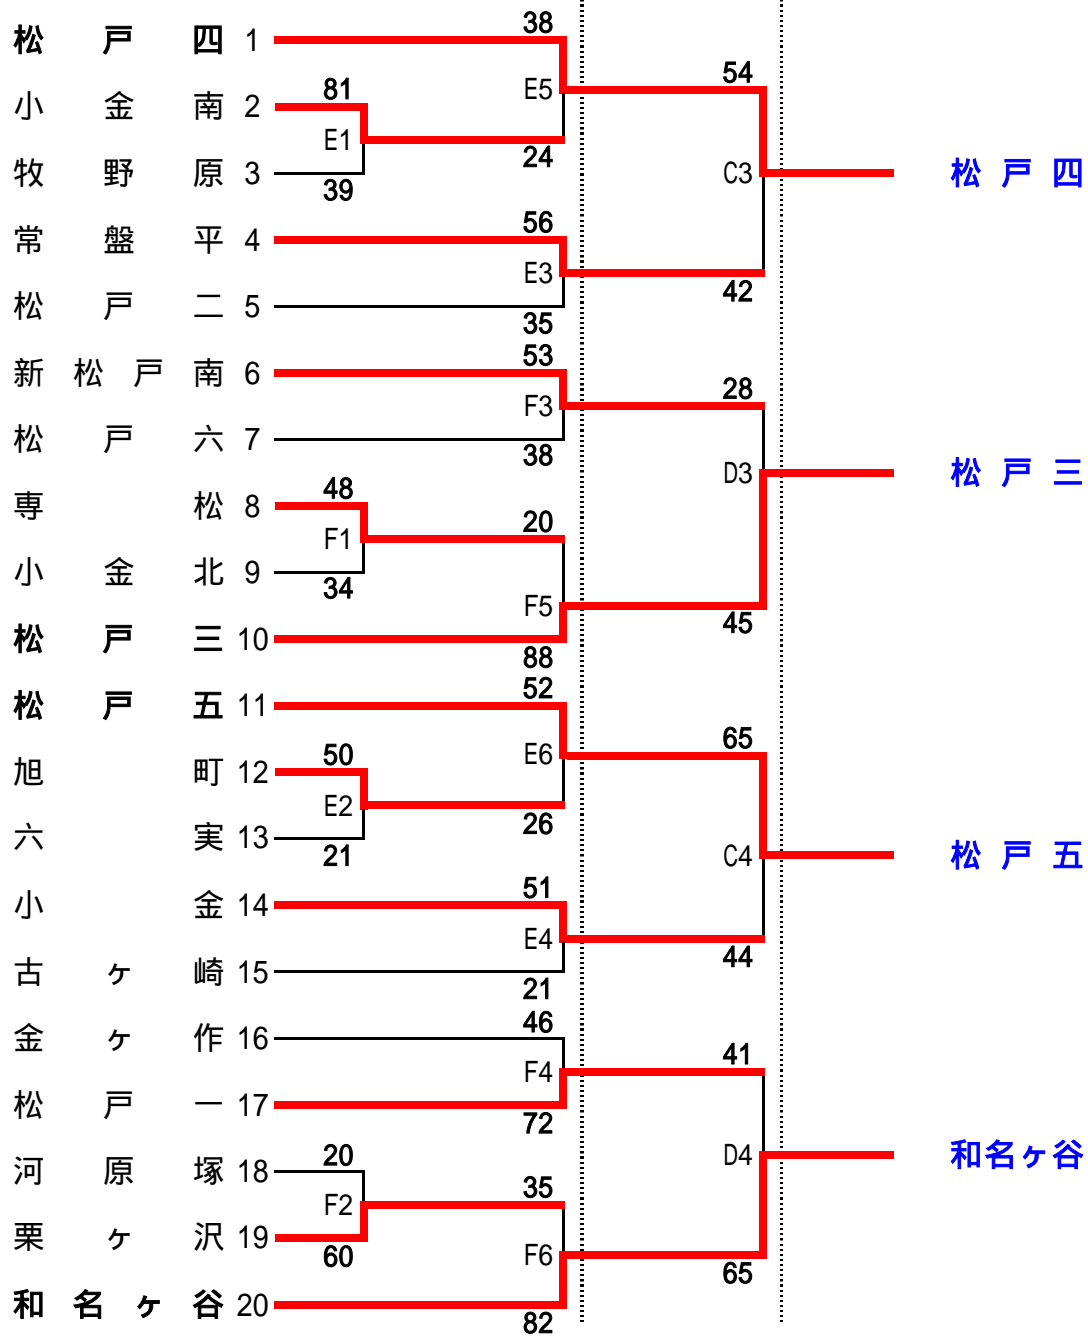 38
松戸四 1
54
E5
小金南 2 81
E1
24
松戸四
牧野原 3 39
C3
56
常盤平 4
E3
42
松戸二 5
35
53
新松戸南 6
28
F3
松戸六 7
38
D3
松戸三
48
専松 8
20
F1
小金北 9 34
F5
45
松戸三 10
88
52
松戸五 11
65
50
E6
旭町 12
E2
26
六実 13 21
C4
松戸五
51
小金 14
E4
44
古ヶ崎 15
21
46
金ヶ作 16
41
F4
松戸一 17
72
20
D4
和名ヶ谷
河原塚 18
35
F2
栗ヶ沢 19 60
F6
65
和名ヶ谷 20
82